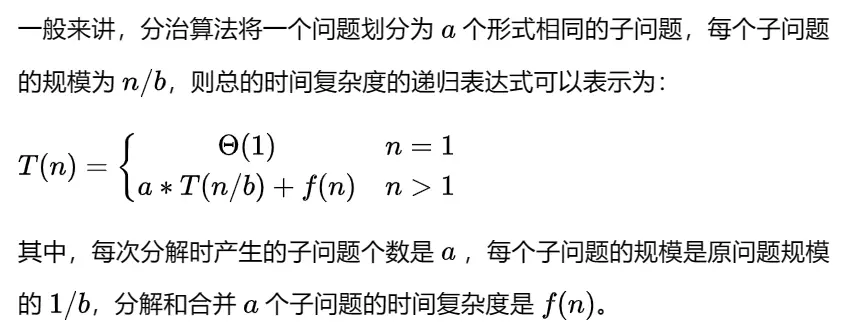 一般来讲，分治算法将一个问题划分为 a 个形式相同的子问题，每个子问题
的规模为 n/b，则总的时间复杂度的递归表达式可以表示为：
T(n) = { Θ(1) n = 1
a * T(n/b) + f(n) n > 1
其中，每次分解时产生的子问题个数是 a ，每个子问题的规模是原问题规模
的 1/b，分解和合并 a 个子问题的时间复杂度是 f(n)。